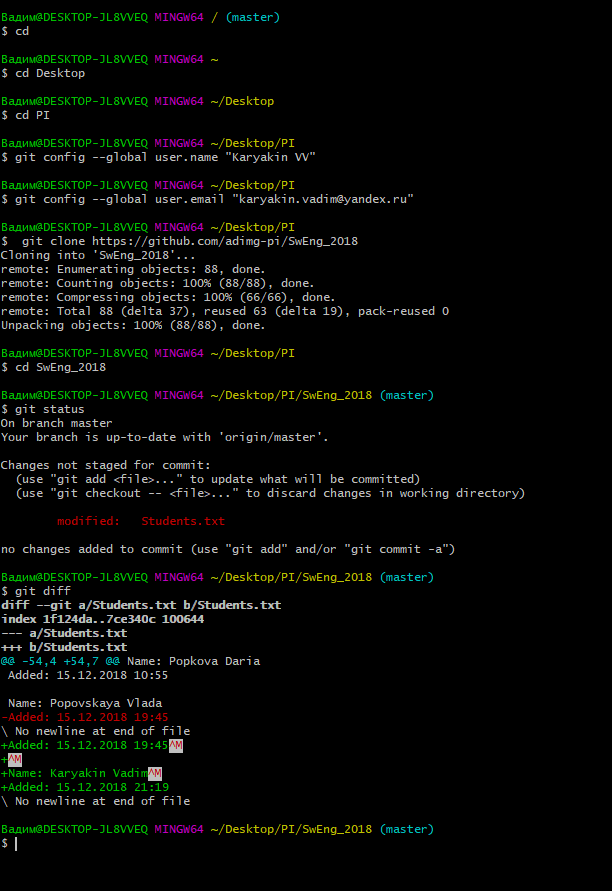 Вадим@DESKTOP-JL8VVEQ MINGW64 / (master)
$ cd

Вадим@DESKTOP-JL8VVEQ MINGW64 ~
$ cd Desktop

Вадим@DESKTOP-JL8VVEQ MINGW64 ~/Desktop
$ cd PI

Вадим@DESKTOP-JL8VVEQ MINGW64 ~/Desktop/PI
$ git config --global user.name "Karyakin VV"

Вадим@DESKTOP-JL8VVEQ MINGW64 ~/Desktop/PI
$ git config --global user.email "karyakin.vadim@yandex.ru"

Вадим@DESKTOP-JL8VVEQ MINGW64 ~/Desktop/PI
$  git clone https://github.com/adimg-pi/SwEng_2018
Cloning into 'SwEng_2018'...
remote: Enumerating objects: 88, done.
remote: Counting objects: 100% (88/88), done.
remote: Compressing objects: 100% (66/66), done.
remote: Total 88 (delta 37), reused 63 (delta 19), pack-reused 0
Unpacking objects: 100% (88/88), done.

Вадим@DESKTOP-JL8VVEQ MINGW64 ~/Desktop/PI
$ cd SwEng_2018

Вадим@DESKTOP-JL8VVEQ MINGW64 ~/Desktop/PI/SwEng_2018 (master)
$ git status
On branch master
Your branch is up-to-date with 'origin/master'.

Changes not staged for commit:
  (use "git add <file>..." to update what will be committed)
  (use "git checkout -- <file>..." to discard changes in working directory)

        modified:   Students.txt

no changes added to commit (use "git add" and/or "git commit -a")

Вадим@DESKTOP-JL8VVEQ MINGW64 ~/Desktop/PI/SwEng_2018 (master)
$ git diff
diff --git a/Students.txt b/Students.txt
index 1f124da..7ce340c 100644
--- a/Students.txt
+++ b/Students.txt
@@ -54,4 +54,7 @@ Name: Popkova Daria
 Added: 15.12.2018 10:55

 Name: Popovskaya Vlada
-Added: 15.12.2018 19:45
\ No newline at end of file
+Added: 15.12.2018 19:45^M
+^M
+Name: Karyakin Vadim^M
+Added: 15.12.2018 21:19
\ No newline at end of file

Вадим@DESKTOP-JL8VVEQ MINGW64 ~/Desktop/PI/SwEng_2018 (master)
$